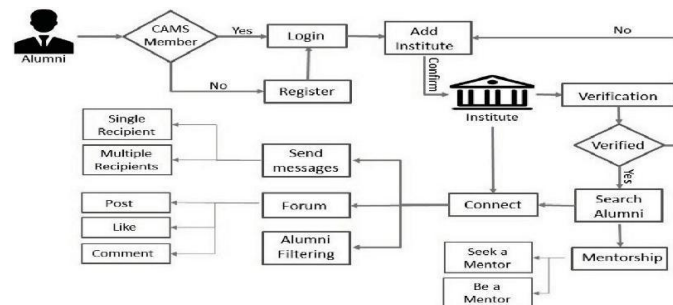 Alumni
CAMS
Member
Yes
No
Login
Register
Add
Institute
Confirm
Institute
No
Verification
Verified
Yes
Search
Alumni
Mentorship
Seek a
Mentor
Be a
Mentor
Connect
Send
messages
Forum
Alumni
Filtering
Single
Recipient
Multiple
Recipients
Post
Like
Comment